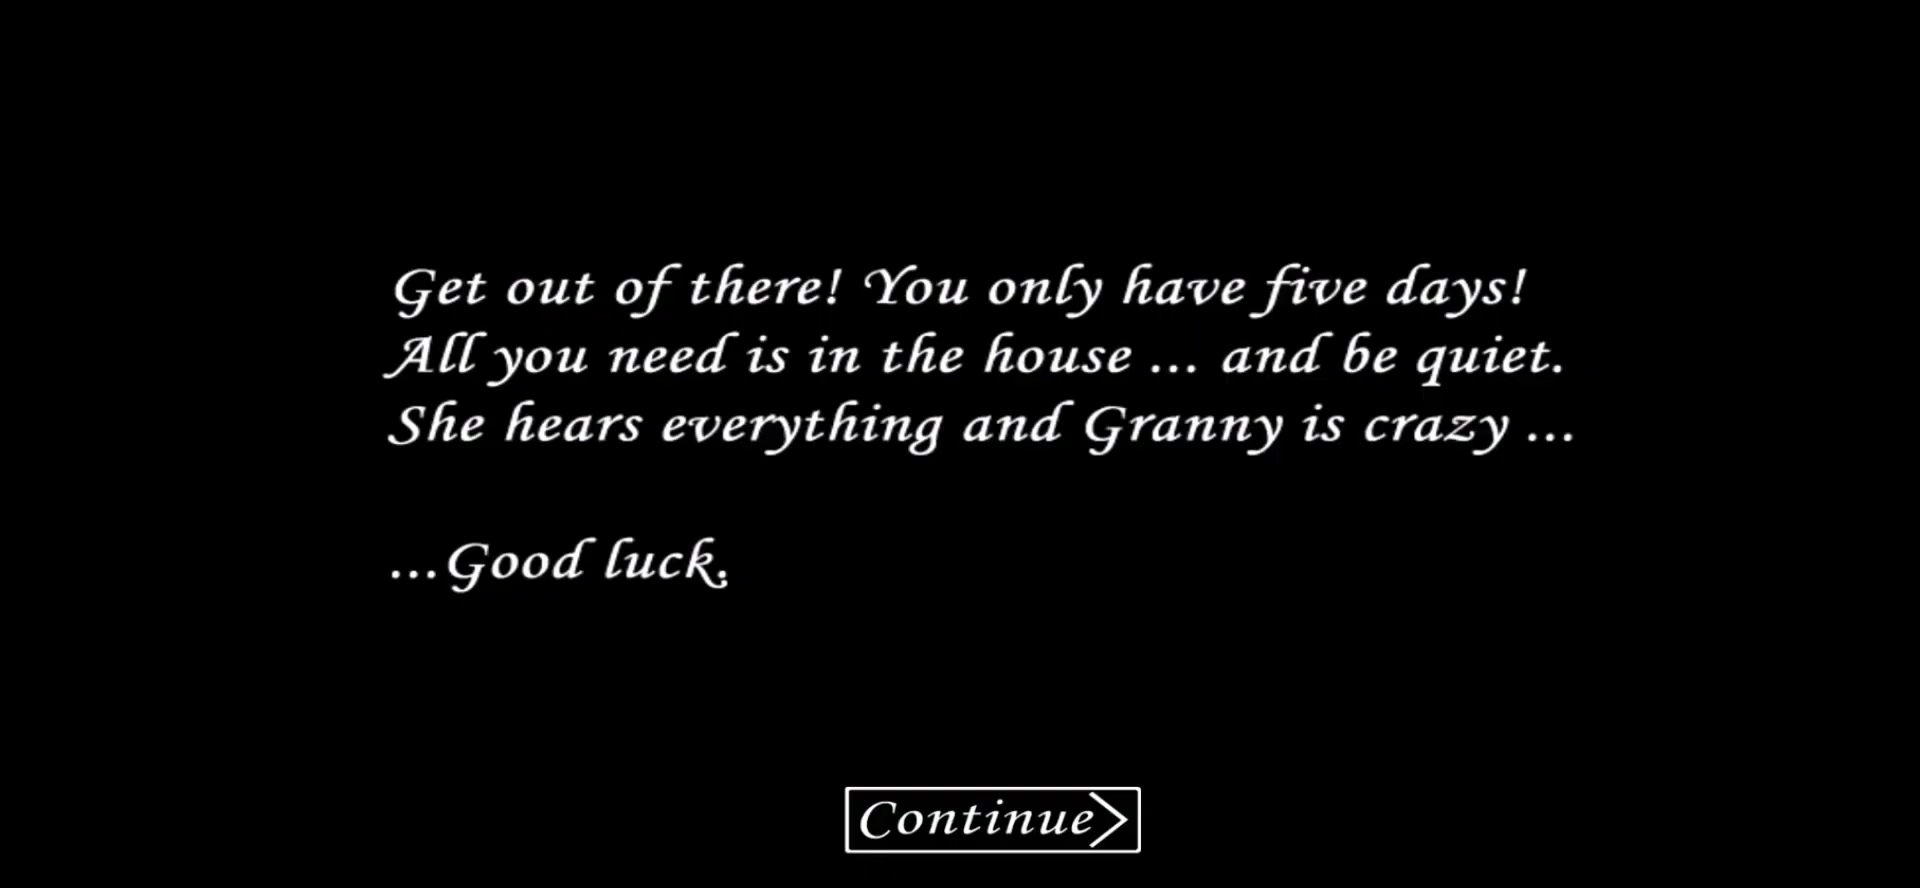 Get out of there! You only have five days!
All you need is in the house ... and be quiet.
She hears everything and Granny is crazy ...
...Good luck.
Continue>